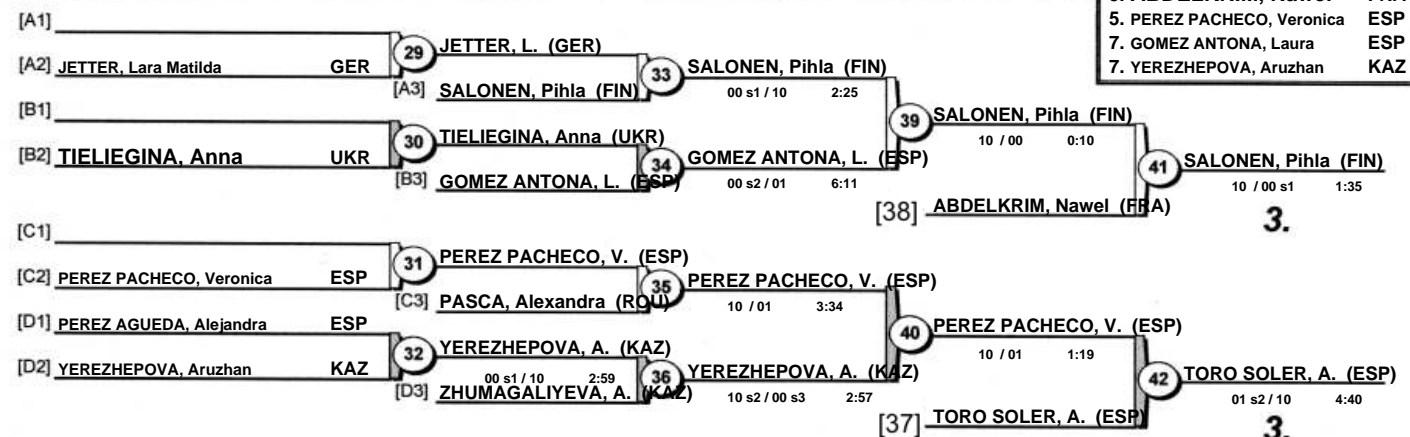 5. PEREZ PACHECO, Veronica ESP
7. GOMEZ ANTONA, Laura ESP
7. YEREZHEPOVA, Aruzhan KAZ
[A1]
[A2] JETTER, Lara Matilda GER
29 JETTER, L. (GER)
[A3] SALONEN, Pihla (FIN)
33 SALONEN, Pihla (FIN)
00 s1 / 10 2:25
[B1]
[B2] TIELIEGINA, Anna UKR
30 TIELIEGINA, Anna (UKR)
[B3] GOMEZ ANTONA, L. (ESP)
34 GOMEZ ANTONA, L. (ESP)
00 s2 / 01 6:11
39 SALONEN, Pihla (FIN)
10 / 00 0:10
[38] ABDELKRIM, Nawel (FRA)
41 SALONEN, Pihla (FIN)
10 / 00 s1 1:35
3.
[C1]
[C2] PEREZ PACHECO, Veronica ESP
31 PEREZ PACHECO, V. (ESP)
[C3] PASCA, Alexandra (ROU)
35 PEREZ PACHECO, V. (ESP)
10 / 01 3:34
[D1] PEREZ AGUEDA, Alejandra ESP
[D2] YEREZHEPOVA, Aruzhan KAZ
32 YEREZHEPOVA, A. (KAZ)
00 s1 / 10 2:59
[D3] ZHUMAGALIYEVA, A. (KAZ)
36 YEREZHEPOVA, A. (KAZ)
10 s2 / 00 s3 2:57
40 PEREZ PACHECO, V. (ESP)
10 / 01 1:19
[37] TORO SOLER, A. (ESP)
42 TORO SOLER, A. (ESP)
01 s2 / 10 4:40
3.